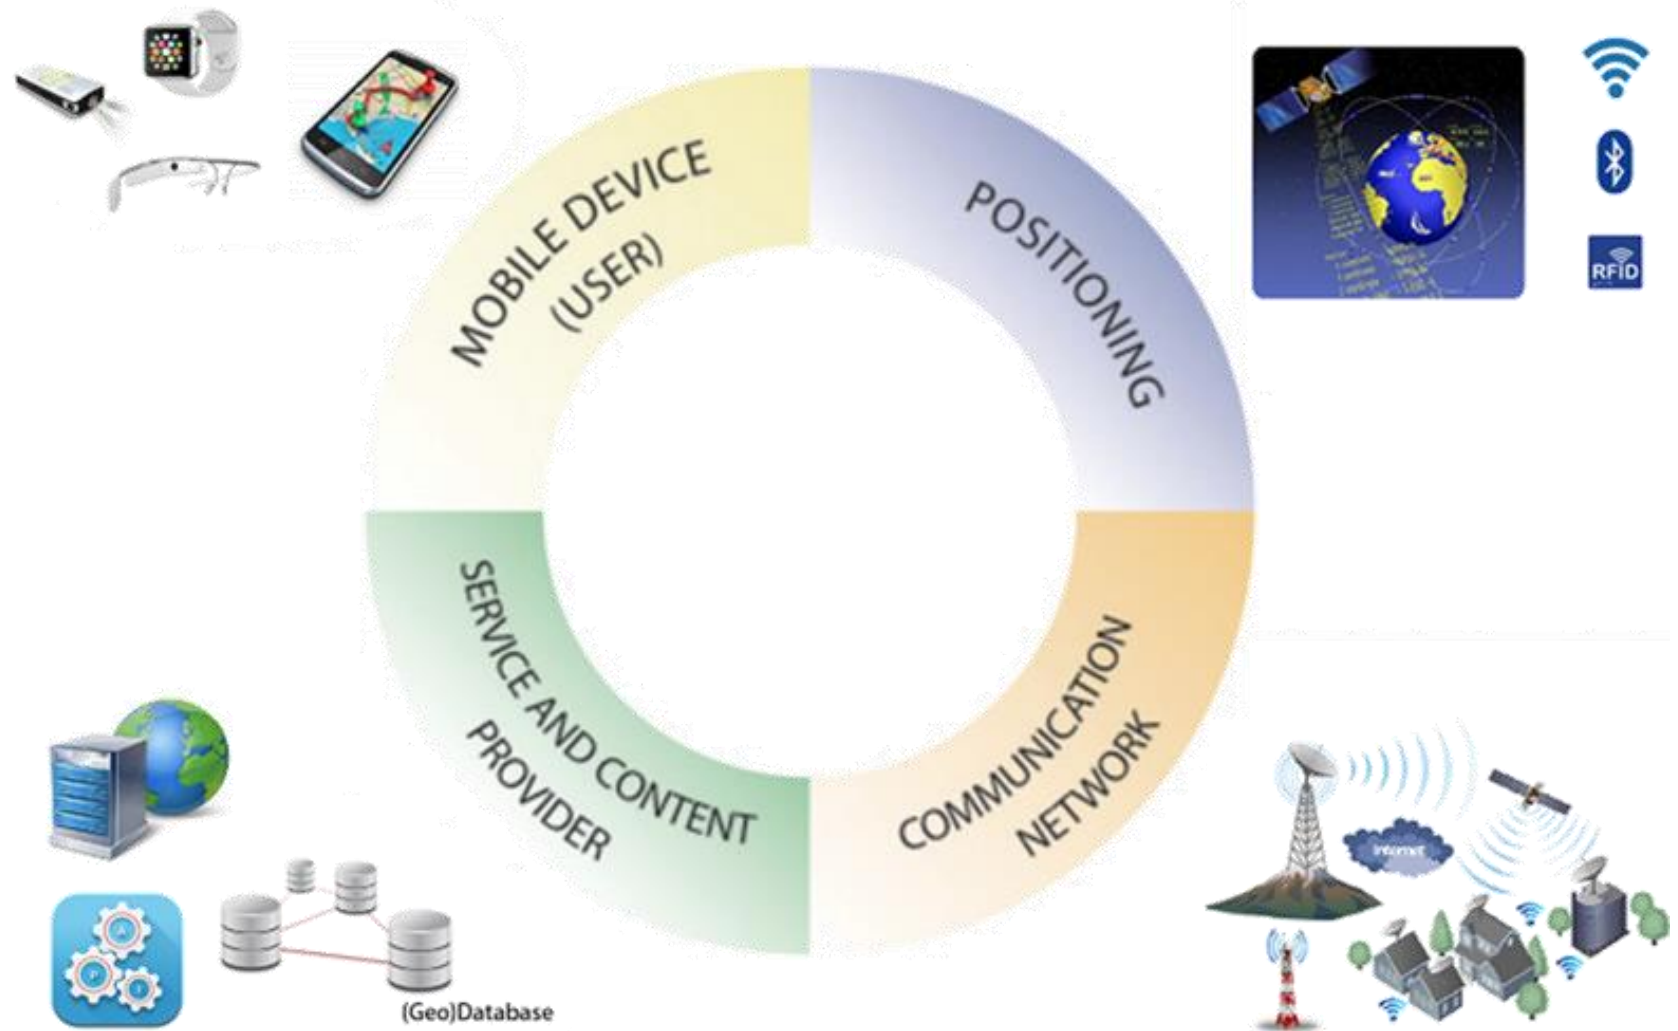 MOBILE DEVICE
(USER)
POSITIONING
RFID
SERVICE AND CONTENT
PROVIDER
COMMUNICATION
NETWORK
Internet
A
P
I
(Geo)Database